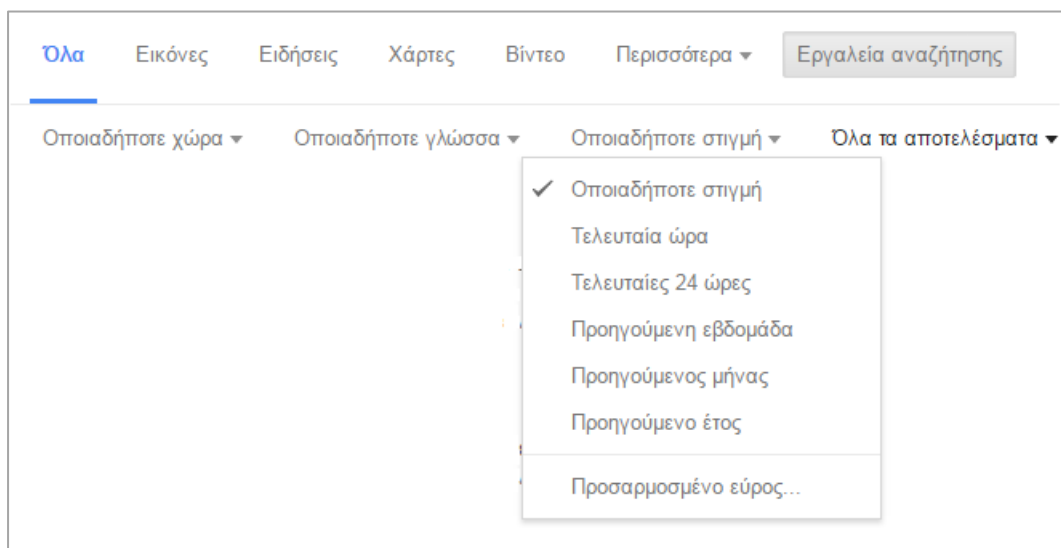 Όλα Εικόνες Ειδήσεις Χάρτες Βίντεο Περισσότερα Εργαλεία αναζήτησης
Οποιαδήποτε χώρα Οποιαδήποτε γλώσσα Οποιαδήποτε στιγμή Όλα τα αποτελέσματα
Οποιαδήποτε στιγμή
Τελευταία ώρα
Τελευταίες 24 ώρες
Προηγούμενη εβδομάδα
Προηγούμενος μήνας
Προηγούμενο έτος
Προσαρμοσμένο εύρος...